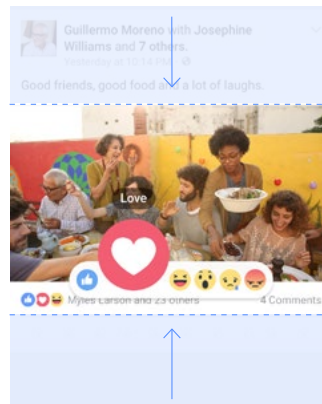 Guillermo Moreno with Josephine
Williams and 7 others.
Yesterday at 10:23 PM
Good friends, good food and a lot of laughs.
Love
Myles Larson and 23 others
4 Comments